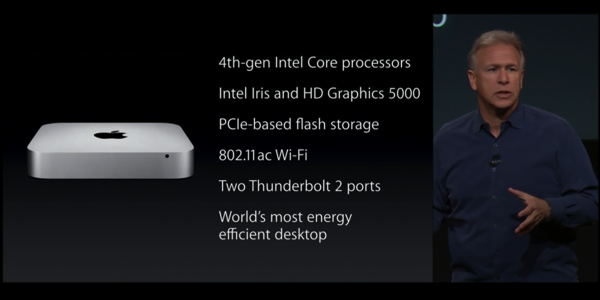 4th-gen Intel Core processors
Intel Iris and HD Graphics 5000
PCIe-based flash storage
802.11ac Wi-Fi
Two Thunderbolt 2 ports
World's most energy
efficient desktop